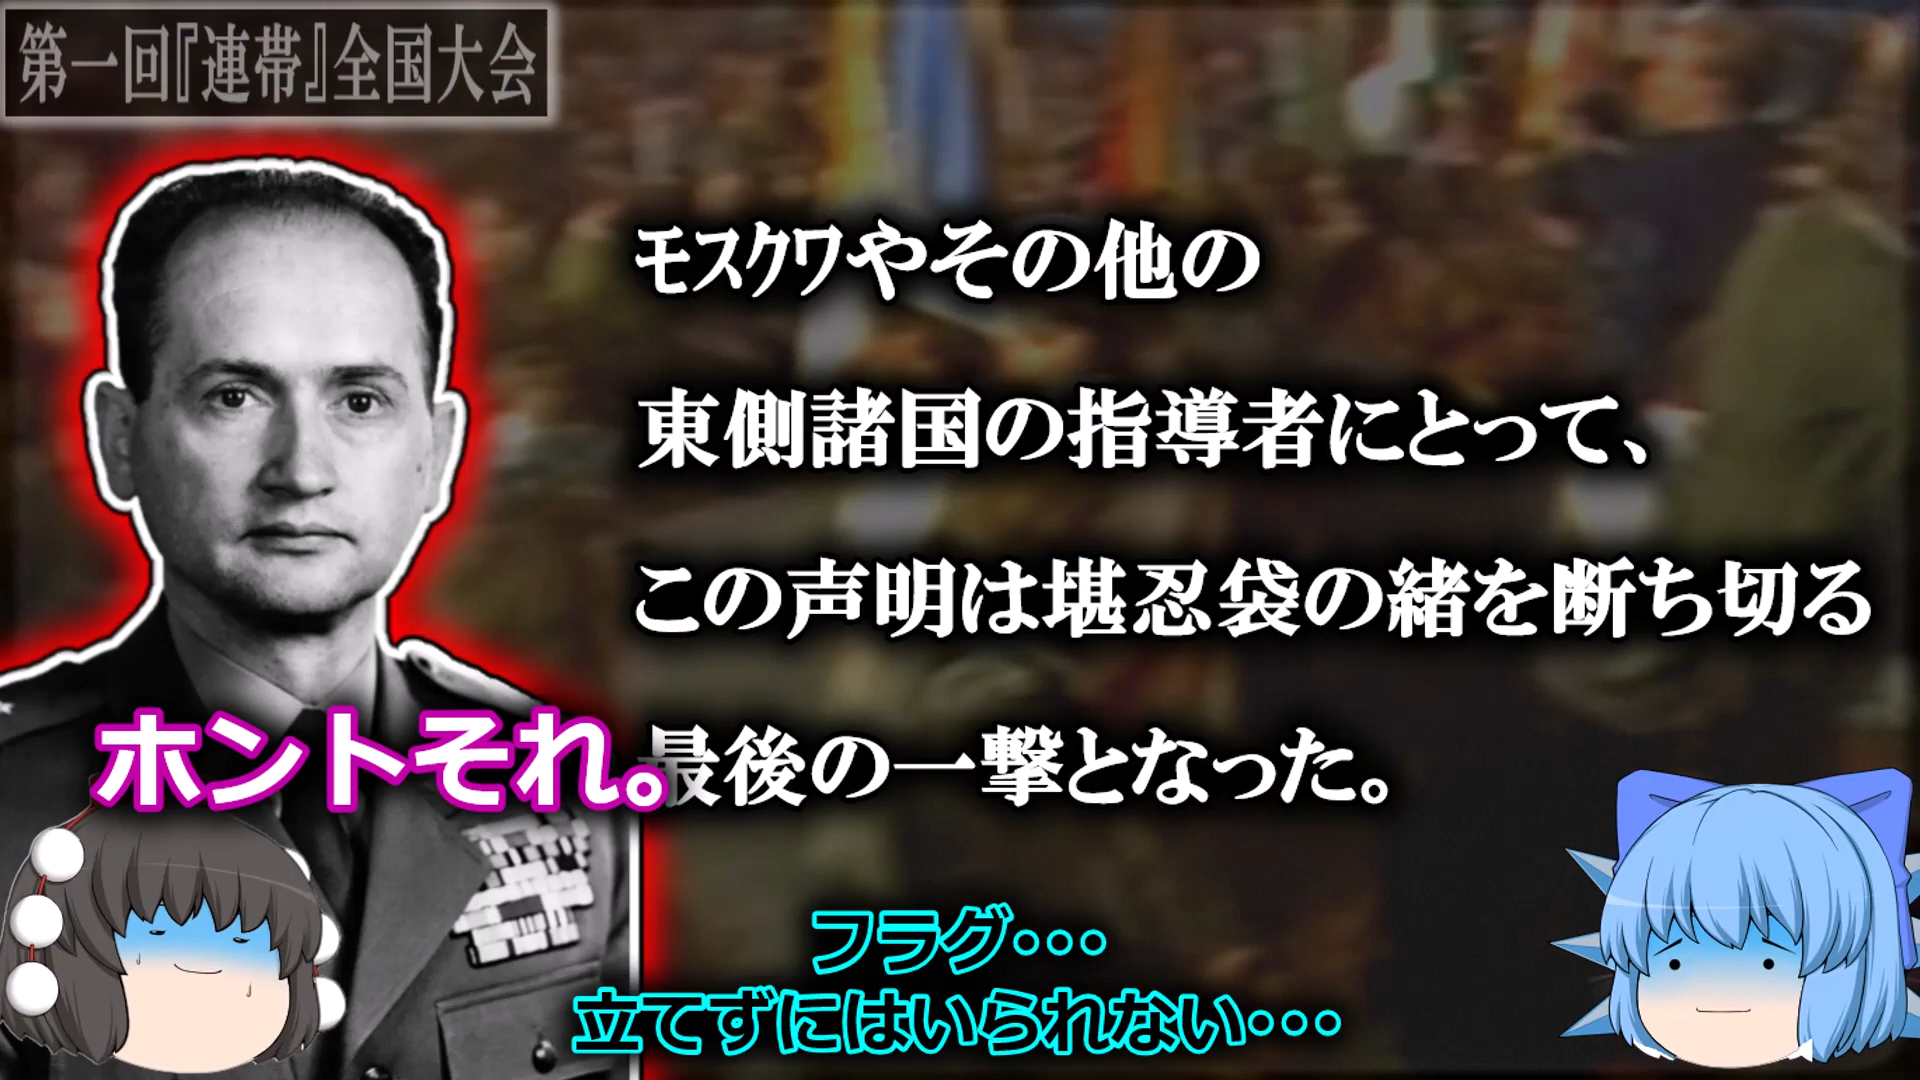 第一回『連帯』全国大会
モスクワやその他の
東側諸国の指導者にとって、
この声明は堪忍袋の緒を断ち切る
最後の一撃となった。
ホントそれ。
フラグ・・・
立てずにはいられない・・・